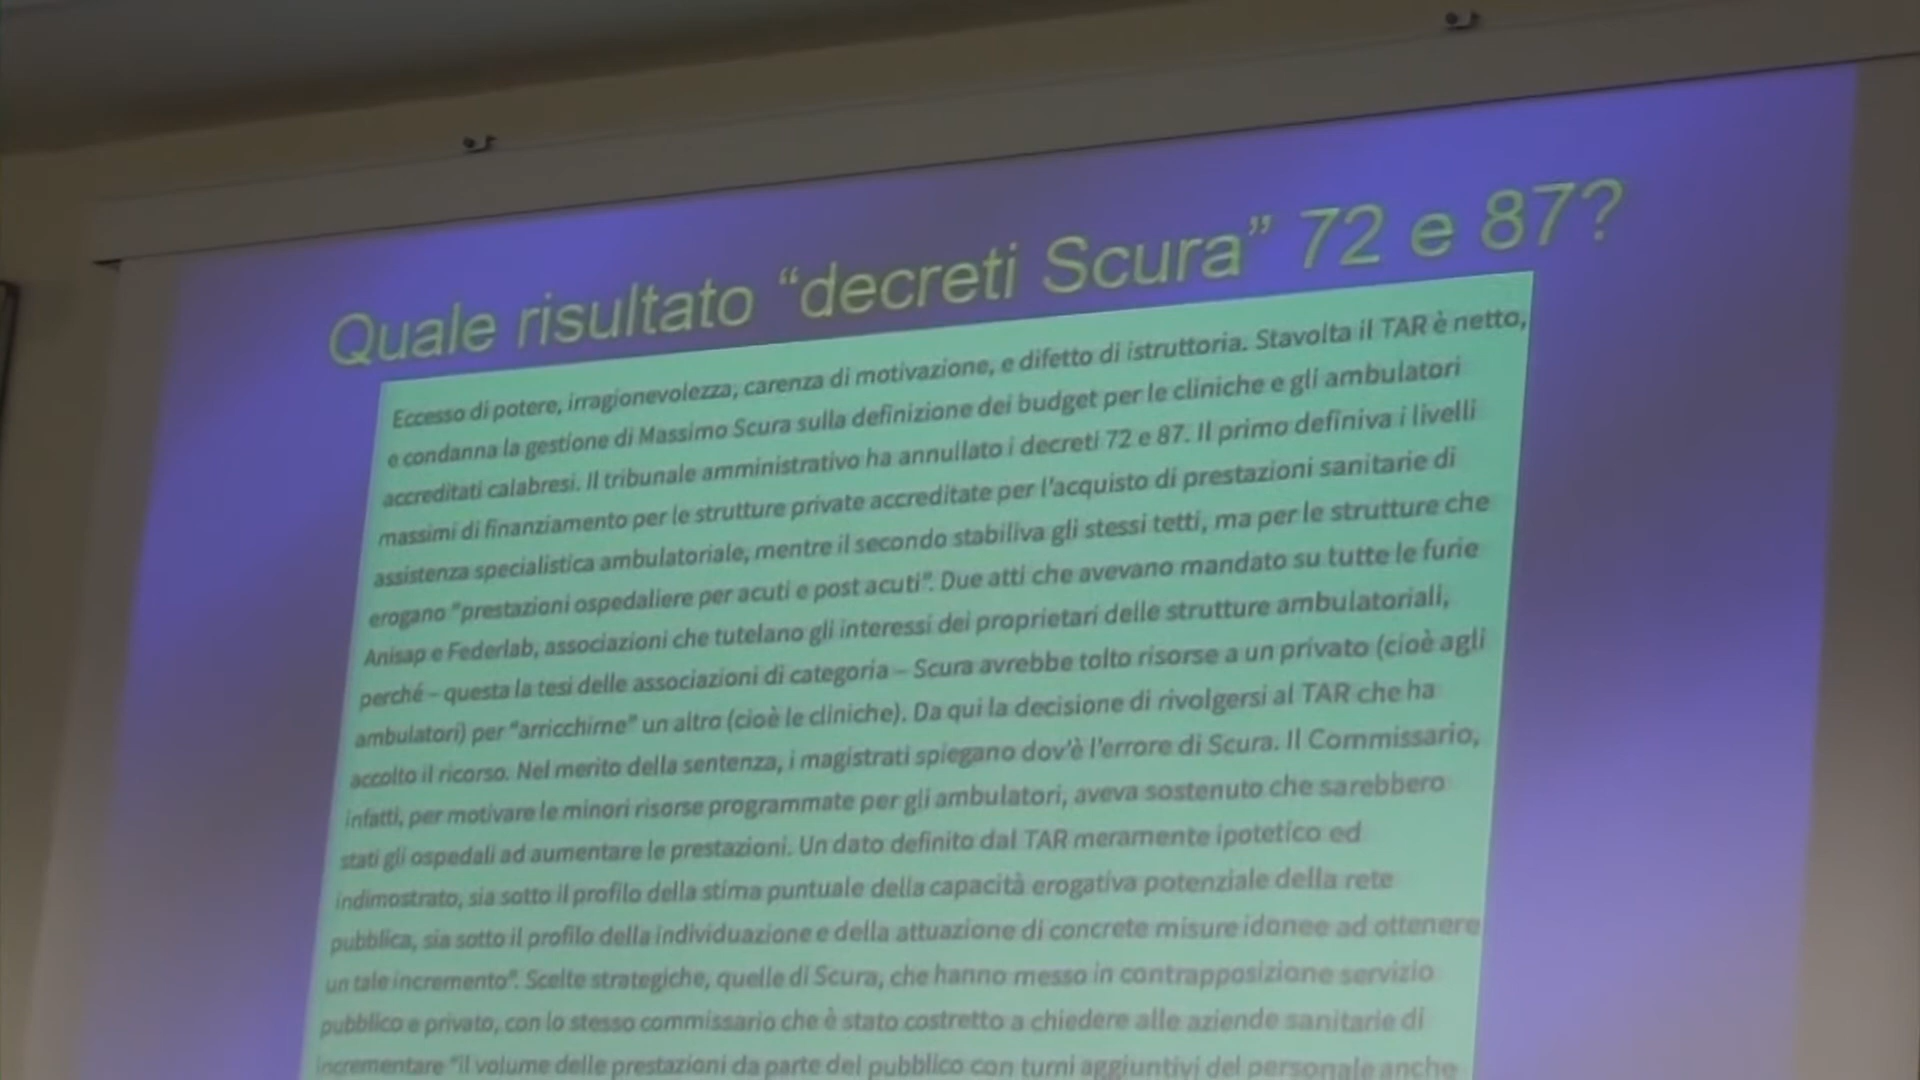 Quale risultato “decreti Scura” 72 e 87?
Eccesso di potere, irragionevolezza, carenza di motivazione, e difetto di istruttoria. Stavolta il TAR è netto,
e condanna la gestione di Massimo Scura sulla definizione dei budget per le cliniche e gli ambulatori
accreditati calabresi. Il tribunale amministrativo ha annullato i decreti 72 e 87. Il primo definiva i livelli
massimi di finanziamento per le strutture private accreditate per l'acquisto di prestazioni sanitarie di
assistenza specialistica ambulatoriale, mentre il secondo stabiliva gli stessi tetti, ma per le strutture che
erogano "prestazioni ospedaliere per acuti e post acuti". Due atti che avevano mandato su tutte le furie
Anisap e Federlab, associazioni che tutelano gli interessi dei proprietari delle strutture ambulatoriali,
perché – questa la tesi delle associazioni di categoria – Scura avrebbe tolto risorse a un privato (cioè agli
ambulatori) per "arricchirne" un altro (cioè le cliniche). Da qui la decisione di rivolgersi al TAR che ha
accolto il ricorso. Nel merito della sentenza, i magistrati spiegano dov'è l'errore di Scura. Il Commissario,
infatti, per motivare le minori risorse programmate per gli ambulatori, aveva sostenuto che sarebbero
stati gli ospedali ad aumentare le prestazioni. Un dato definito dal TAR meramente ipotetico ed
indimostrato, sia sotto il profilo della stima puntuale della capacità erogativa potenziale della rete
pubblica, sia sotto il profilo della individuazione e della attuazione di concrete misure idonee ad ottenere
un tale incremento". Scelte strategiche, quelle di Scura, che hanno messo in contrapposizione servizio
pubblico e privato, con lo stesso commissario che è stato costretto a chiedere alle aziende sanitarie di
incrementare "il volume delle prestazioni da parte del pubblico con turni aggiuntivi del personale anche